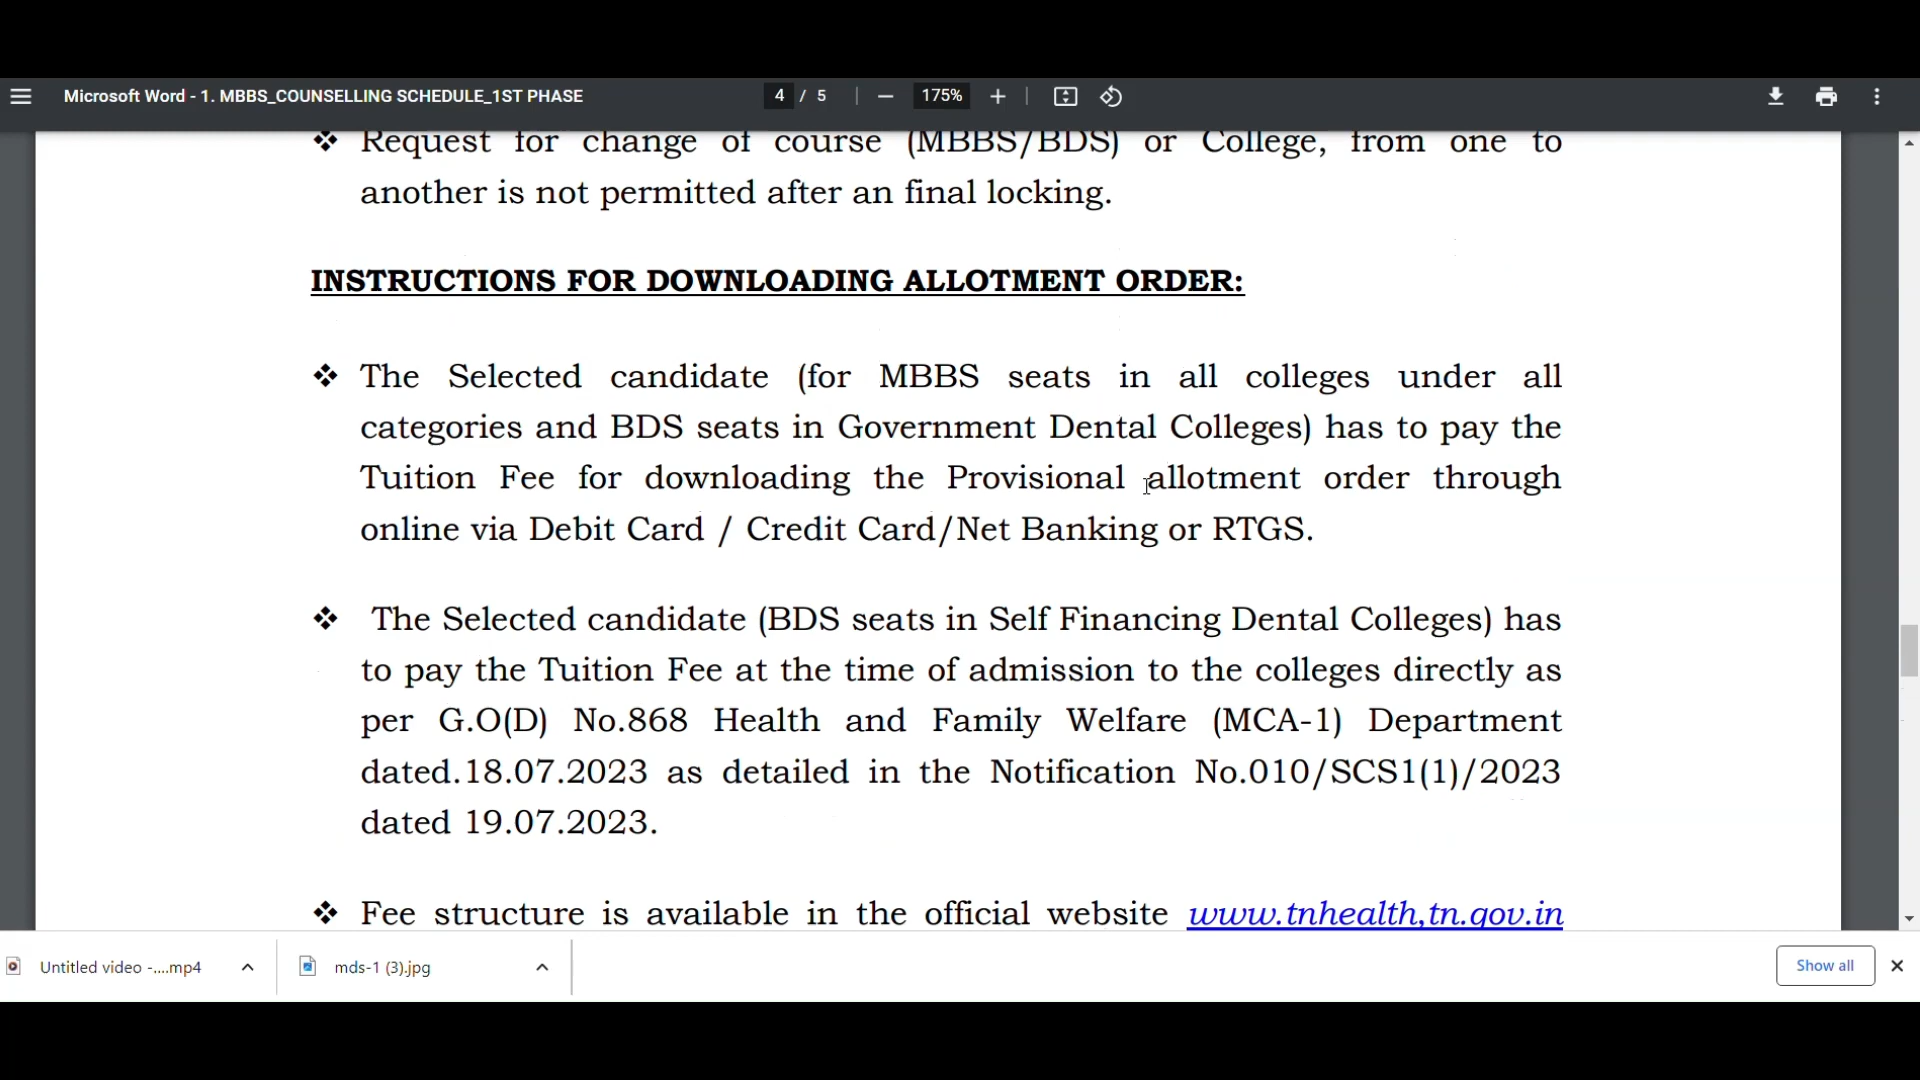 Microsoft Word - 1. MBBS_COUNSELLING SCHEDULE_1ST PHASE
4 / 5
175%
❖ Request for change of course (MBBS/BDS) or College, from one to
another is not permitted after an final locking.
INSTRUCTIONS FOR DOWNLOADING ALLOTMENT ORDER:
❖ The Selected candidate (for MBBS seats in all colleges under all
categories and BDS seats in Government Dental Colleges) has to pay the
Tuition Fee for downloading the Provisional allotment order through
online via Debit Card / Credit Card/Net Banking or RTGS.
❖ The Selected candidate (BDS seats in Self Financing Dental Colleges) has
to pay the Tuition Fee at the time of admission to the colleges directly as
per G.O(D) No.868 Health and Family Welfare (MCA-1) Department
dated.18.07.2023 as detailed in the Notification No.010/SCS1(1)/2023
dated 19.07.2023.
❖ Fee structure is available in the official website www.tnhealth,tn.gov.in
Untitled video -....mp4
mds-1 (3).jpg
Show all